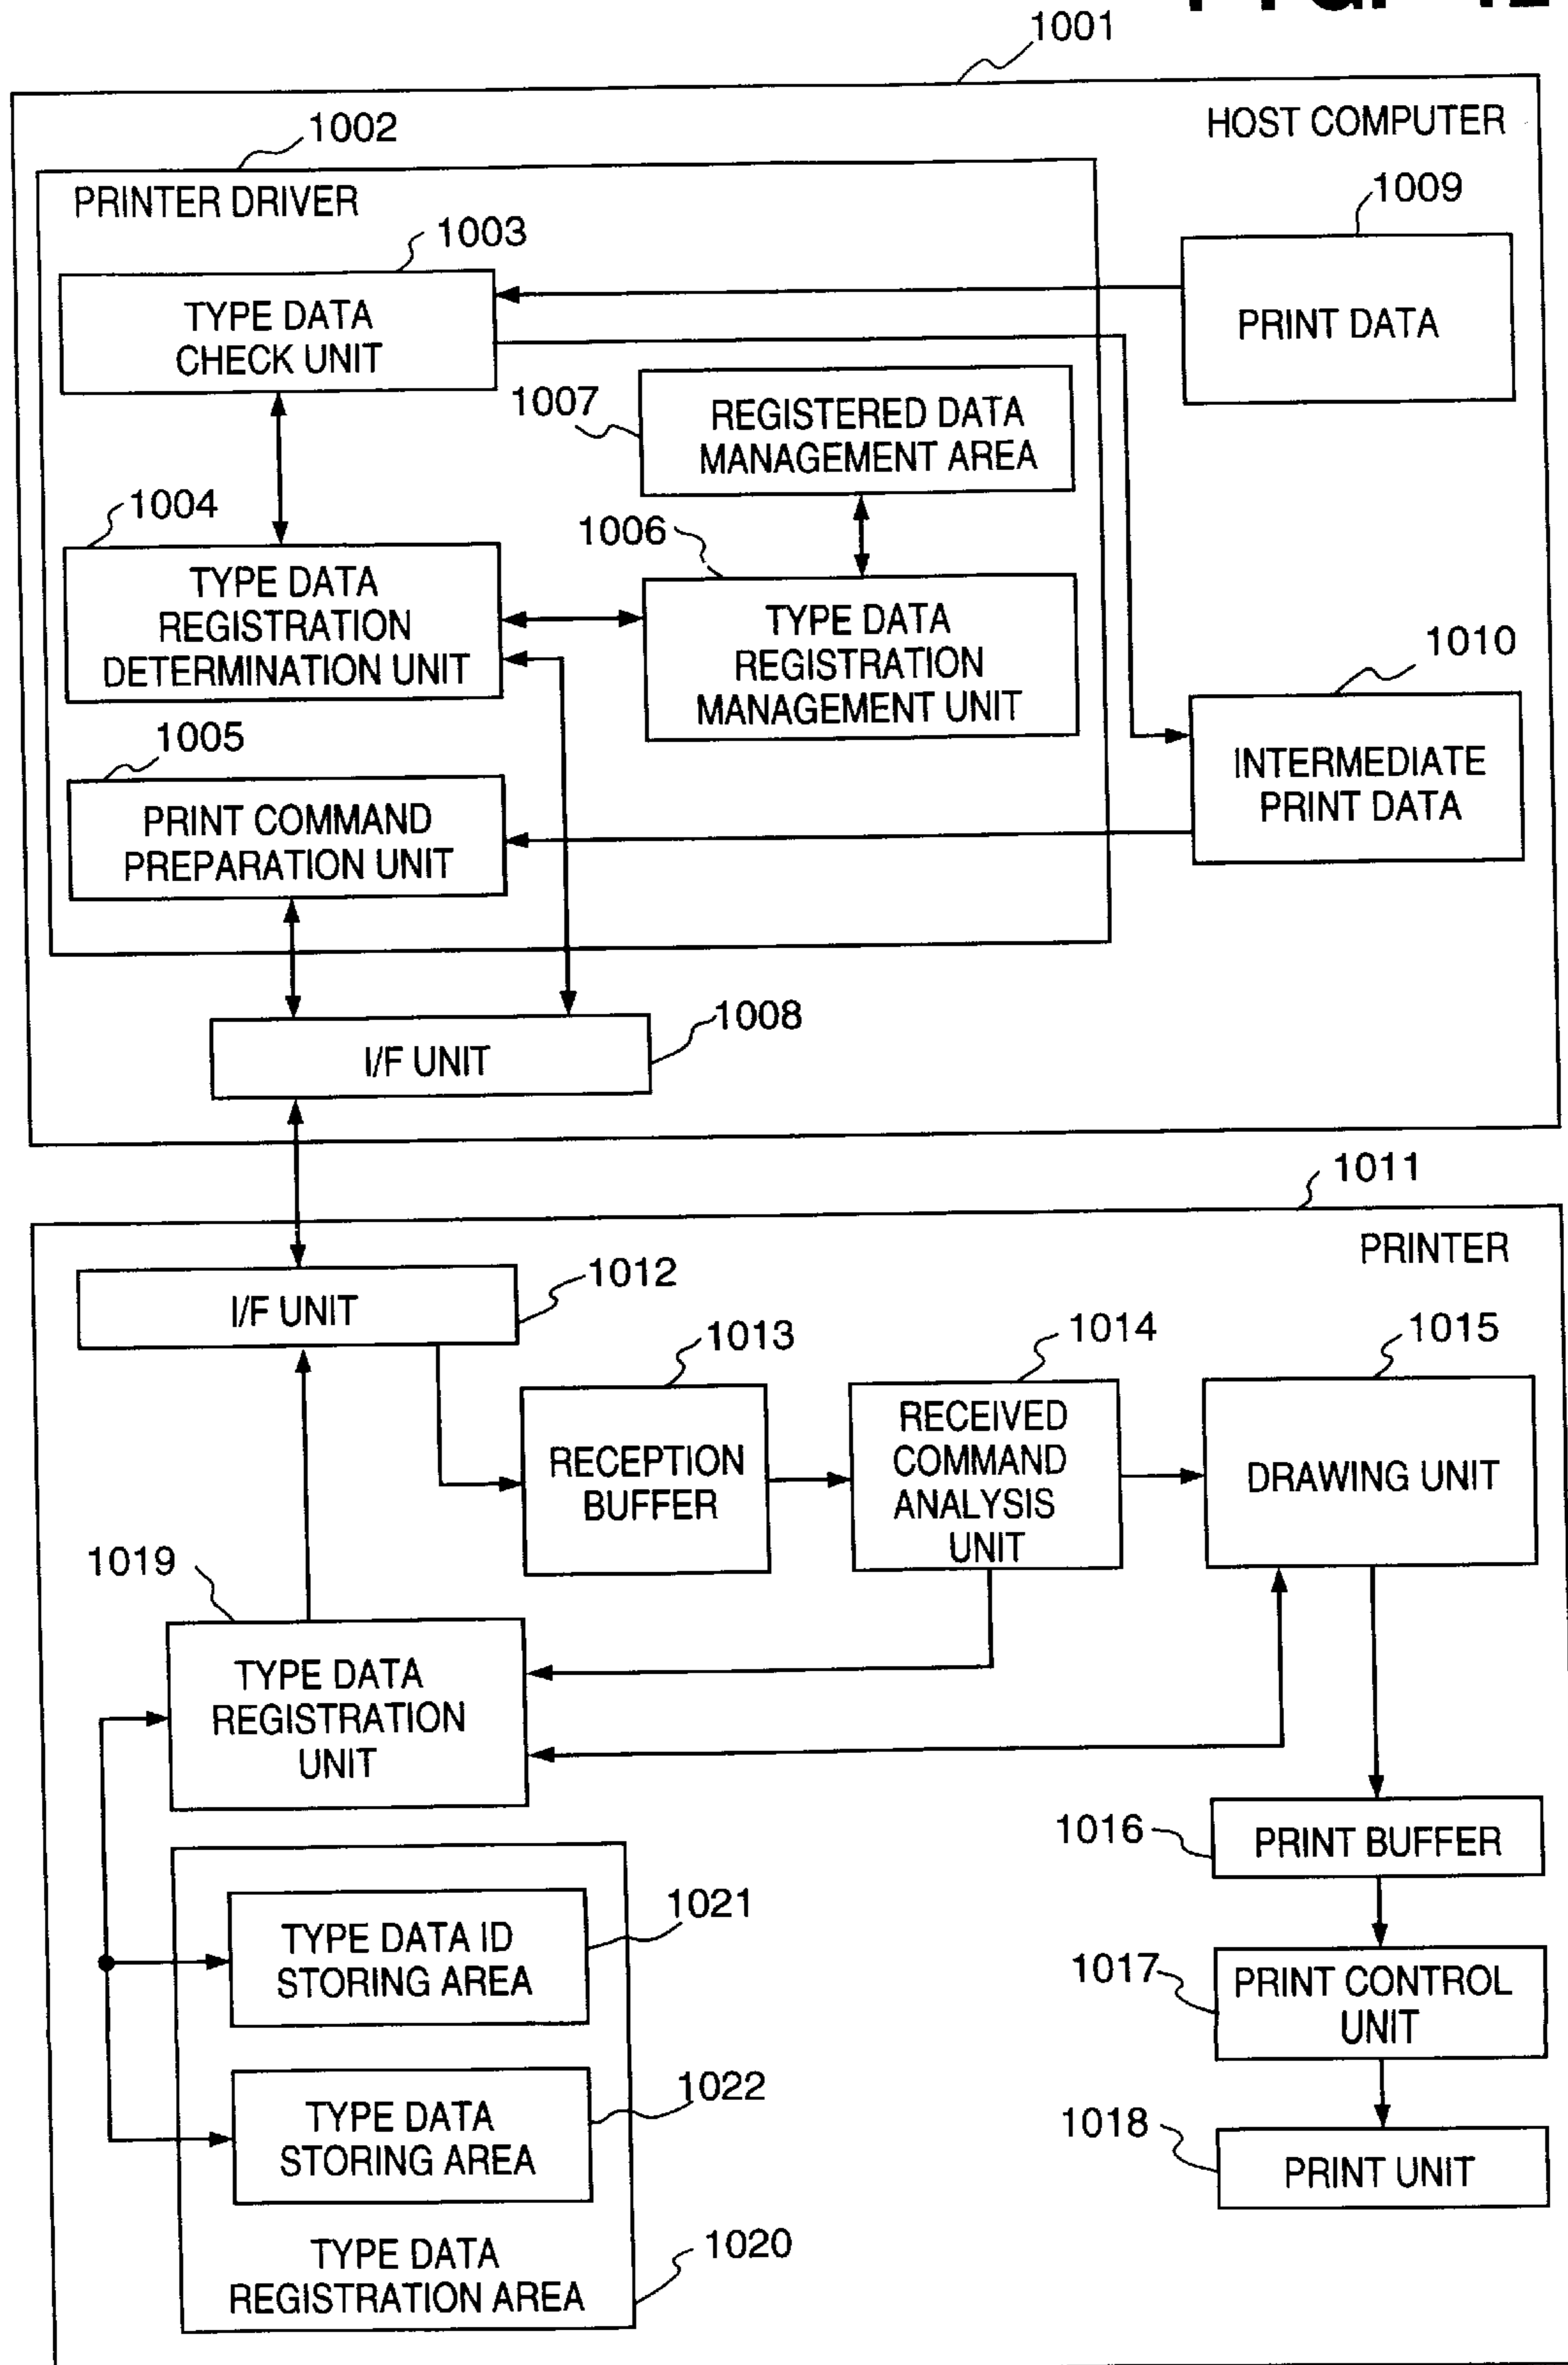 1001
HOST COMPUTER
1002
PRINTER DRIVER
1009
1003
TYPE DATA
CHECK UNIT
PRINT DATA
1007
REGISTERED DATA
MANAGEMENT AREA
1004
1006
TYPE DATA
REGISTRATION
DETERMINATION UNIT
TYPE DATA
REGISTRATION
MANAGEMENT UNIT
1010
1005
INTERMEDIATE
PRINT DATA
PRINT COMMAND
PREPARATION UNIT
1008
I/F UNIT
1011
PRINTER
1012
I/F UNIT
1013
1014
1015
RECEPTION
BUFFER
RECEIVED
COMMAND
ANALYSIS
UNIT
DRAWING UNIT
1019
TYPE DATA
REGISTRATION
UNIT
1016
PRINT BUFFER
1021
TYPE DATA ID
STORING AREA
1017
PRINT CONTROL
UNIT
1022
TYPE DATA
STORING AREA
1018
PRINT UNIT
1020
TYPE DATA
REGISTRATION AREA